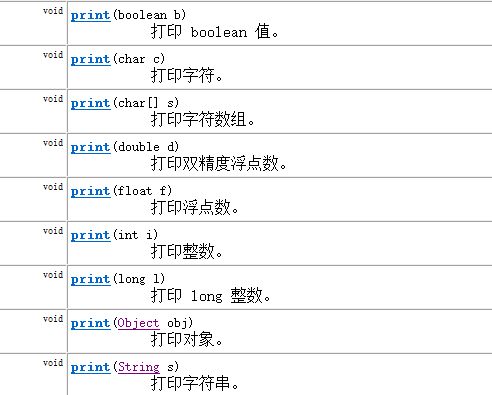 void print(boolean b)
打印 boolean 值。
void print(char c)
打印字符。
void print(char[] s)
打印字符数组。
void print(double d)
打印双精度浮点数。
void print(float f)
打印浮点数。
void print(int i)
打印整数。
void print(long l)
打印 long 整数。
void print(Object obj)
打印对象。
void print(String s)
打印字符串。